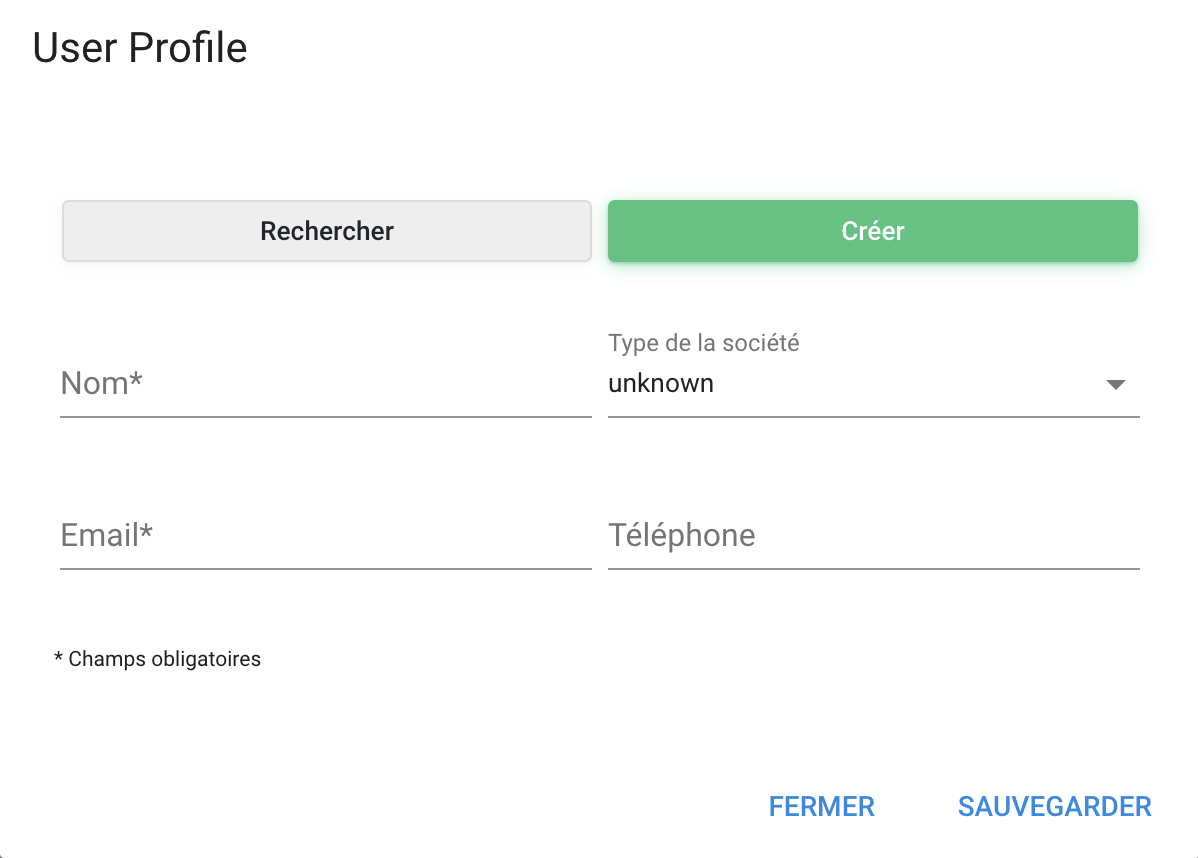 User Profile
Rechercher
Créer
Type de la société
Nom*
unknown
Email*
Téléphone
* Champs obligatoires
FERMER
SAUVEGARDER